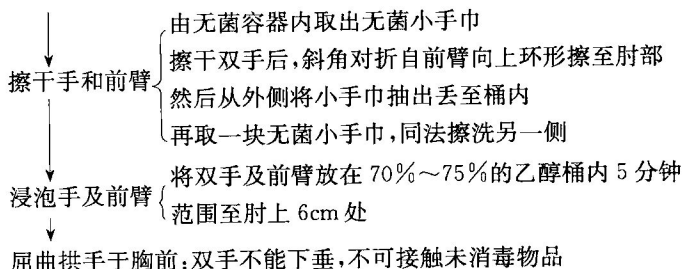 由无菌容器内取出无菌小手巾
擦干双手后,斜角对折自前臂向上环形擦至肘部
擦干手和前臂
然后从外侧将小手巾抽出丢至桶内
再取一块无菌小手巾,同法擦洗另一侧
将双手及前臂放在 70%～75%的乙醇桶内 5 分钟
浸泡手及前臂
范围至肘上 6cm 处
屈曲拱手于胸前:双手不能下垂,不可接触未消毒物品